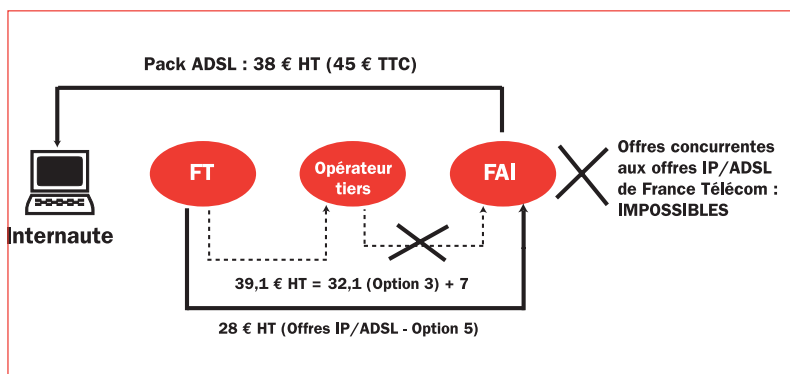 Pack ADSL : 38 € HT (45 € TTC)
FT
Opérateur
tiers
FAI
Offres concurrentes
aux offres IP/ADSL
de France Télécom :
IMPOSSIBLES
Internaute
39,1 € HT = 32,1 (Option 3) + 7
28 € HT (Offres IP/ADSL - Option 5)